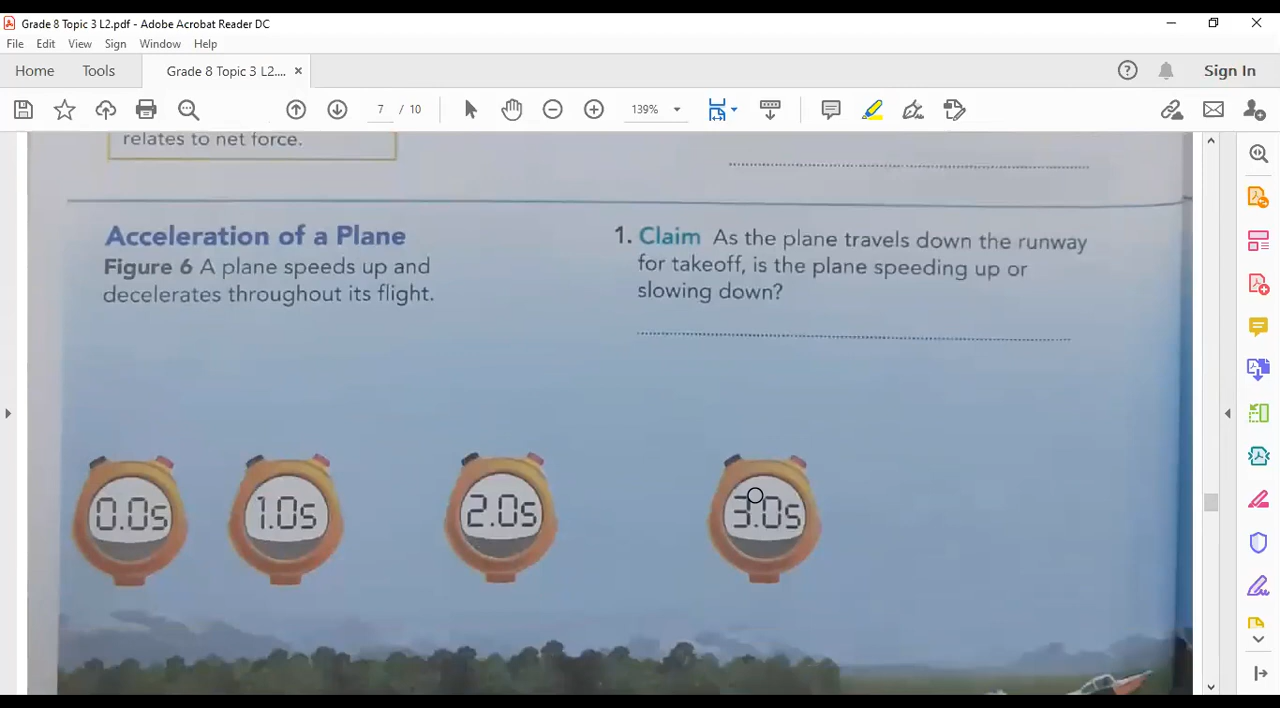 Grade 8 Topic 3 L2.pdf - Adobe Acrobat Reader DC
File Edit View Sign Window Help
Home Tools Grade 8 Topic 3 L2.... × Sign In
7 / 10 139%
relates to net force.
Acceleration of a Plane
Figure 6 A plane speeds up and
decelerates throughout its flight.
1. Claim As the plane travels down the runway
for takeoff, is the plane speeding up or
slowing down?
0.0s 1.0s 2.0s 3.0s